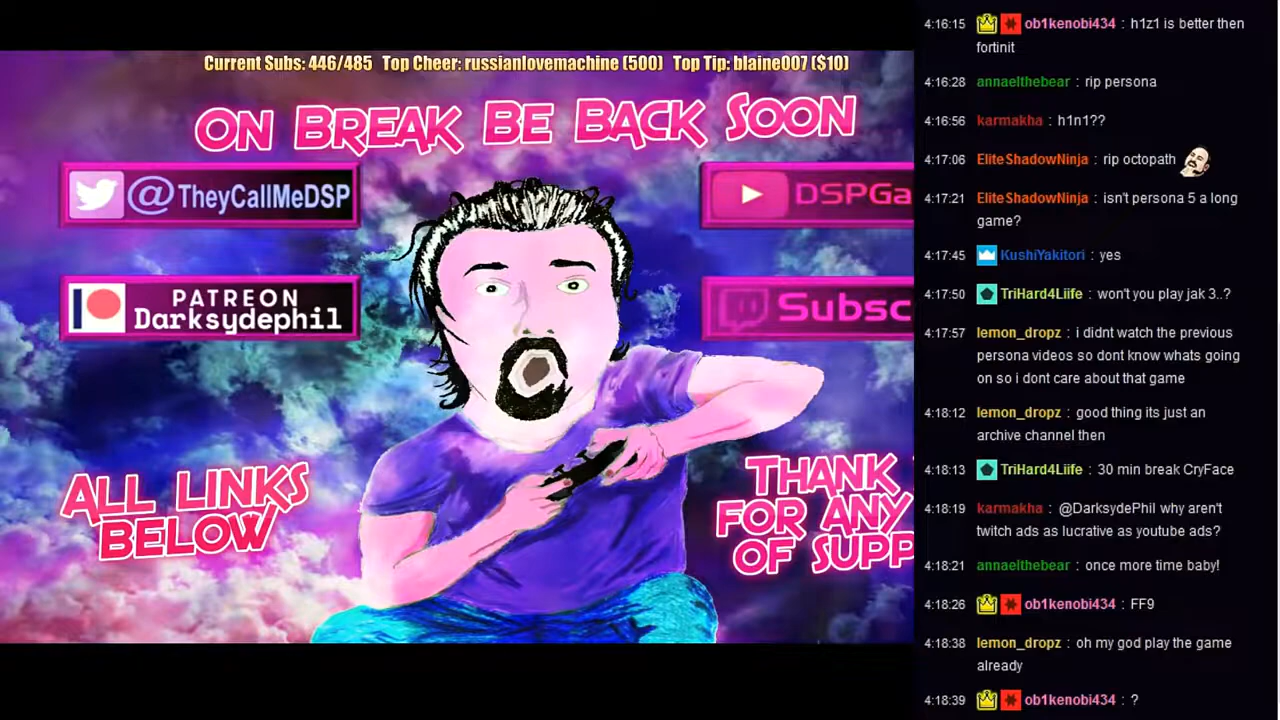 Current Subs: 446/485 Top Cheer: russianlovemachine (500) Top Tip: blaine007 ($10)
ON BREAK BE BACK SOON
@TheyCallMeDSP
DSPGa
PATREON
Darksydephil
Subsc
ALL LINKS
BELOW
THANK
FOR ANY
OF SUPP
4:16:15 ob1kenobi434 : h1z1 is better then
fortinit
4:16:28 annaelthebear : rip persona
4:16:56 karmakha : h1n1??
4:17:06 EliteShadowNinja : rip octopath
4:17:21 EliteShadowNinja : isn't persona 5 a long
game?
4:17:45 KushiYakitori : yes
4:17:50 TriHard4Liife : won't you play jak 3..?
4:17:57 lemon_dropz : i didnt watch the previous
persona videos so dont know whats going
on so i dont care about that game
4:18:12 lemon_dropz : good thing its just an
archive channel then
4:18:13 TriHard4Liife : 30 min break CryFace
4:18:19 karmakha : @DarksydePhil why aren't
twitch ads as lucrative as youtube ads?
4:18:21 annaelthebear : once more time baby!
4:18:26 ob1kenobi434 : FF9
4:18:38 lemon_dropz : oh my god play the game
already
4:18:39 ob1kenobi434 : ?